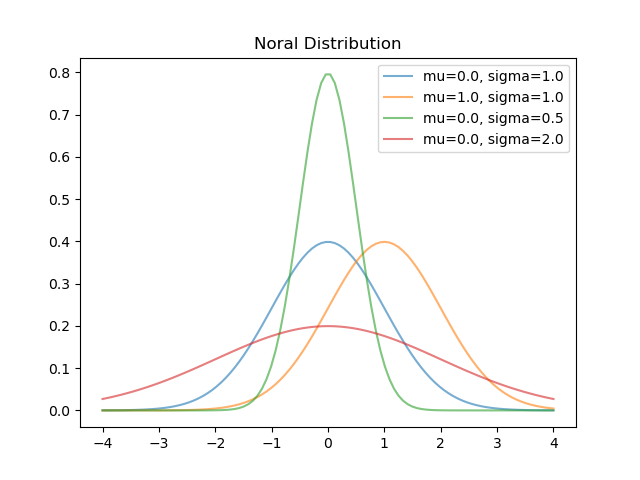 Noral Distribution
mu=0.0, sigma=1.0
mu=1.0, sigma=1.0
mu=0.0, sigma=0.5
mu=0.0, sigma=2.0
0.8
0.7
0.6
0.5
0.4
0.3
0.2
0.1
0.0
−4 −3 −2 −1 0 1 2 3 4